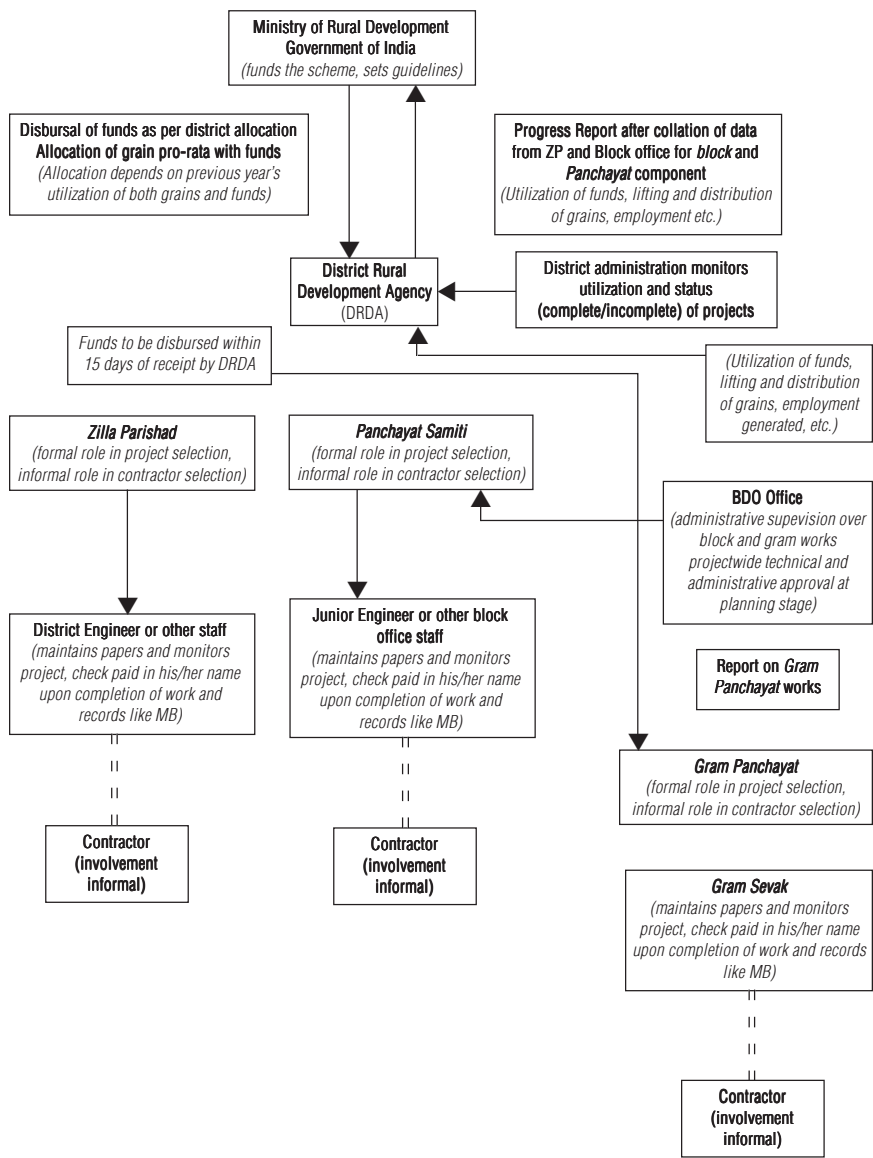 Ministry of Rural Development
Government of India
(funds the scheme, sets guidelines)
Disbursal of funds as per district allocation
Allocation of grain pro-rata with funds
(Allocation depends on previous year's
utilization of both grains and funds)
Progress Report after collation of data
from ZP and Block office for block and
Panchayat component
(Utilization of funds, lifting and distribution
of grains, employment etc.)
District Rural
Development Agency
(DRDA)
District administration monitors
utilization and status
(complete/incomplete) of projects
Funds to be disbursed within
15 days of receipt by DRDA
(Utilization of funds,
lifting and distribution
of grains, employment
generated, etc.)
Zilla Parishad
(formal role in project selection,
informal role in contractor selection)
Panchayat Samiti
(formal role in project selection,
informal role in contractor selection)
BDO Office
(administrative supevision over
block and gram works
projectwide technical and
administrative approval at
planning stage)
District Engineer or other staff
(maintains papers and monitors
project, check paid in his/her name
upon completion of work and
records like MB)
Junior Engineer or other block
office staff
(maintains papers and monitors
project, check paid in his/her name
upon completion of work and
records like MB)
Report on Gram
Panchayat works
Gram Panchayat
(formal role in project selection,
informal role in contractor selection)
Contractor
(involvement
informal)
Contractor
(involvement
informal)
Gram Sevak
(maintains papers and monitors
project, check paid in his/her name
upon completion of work and records
like MB)
Contractor
(involvement
informal)